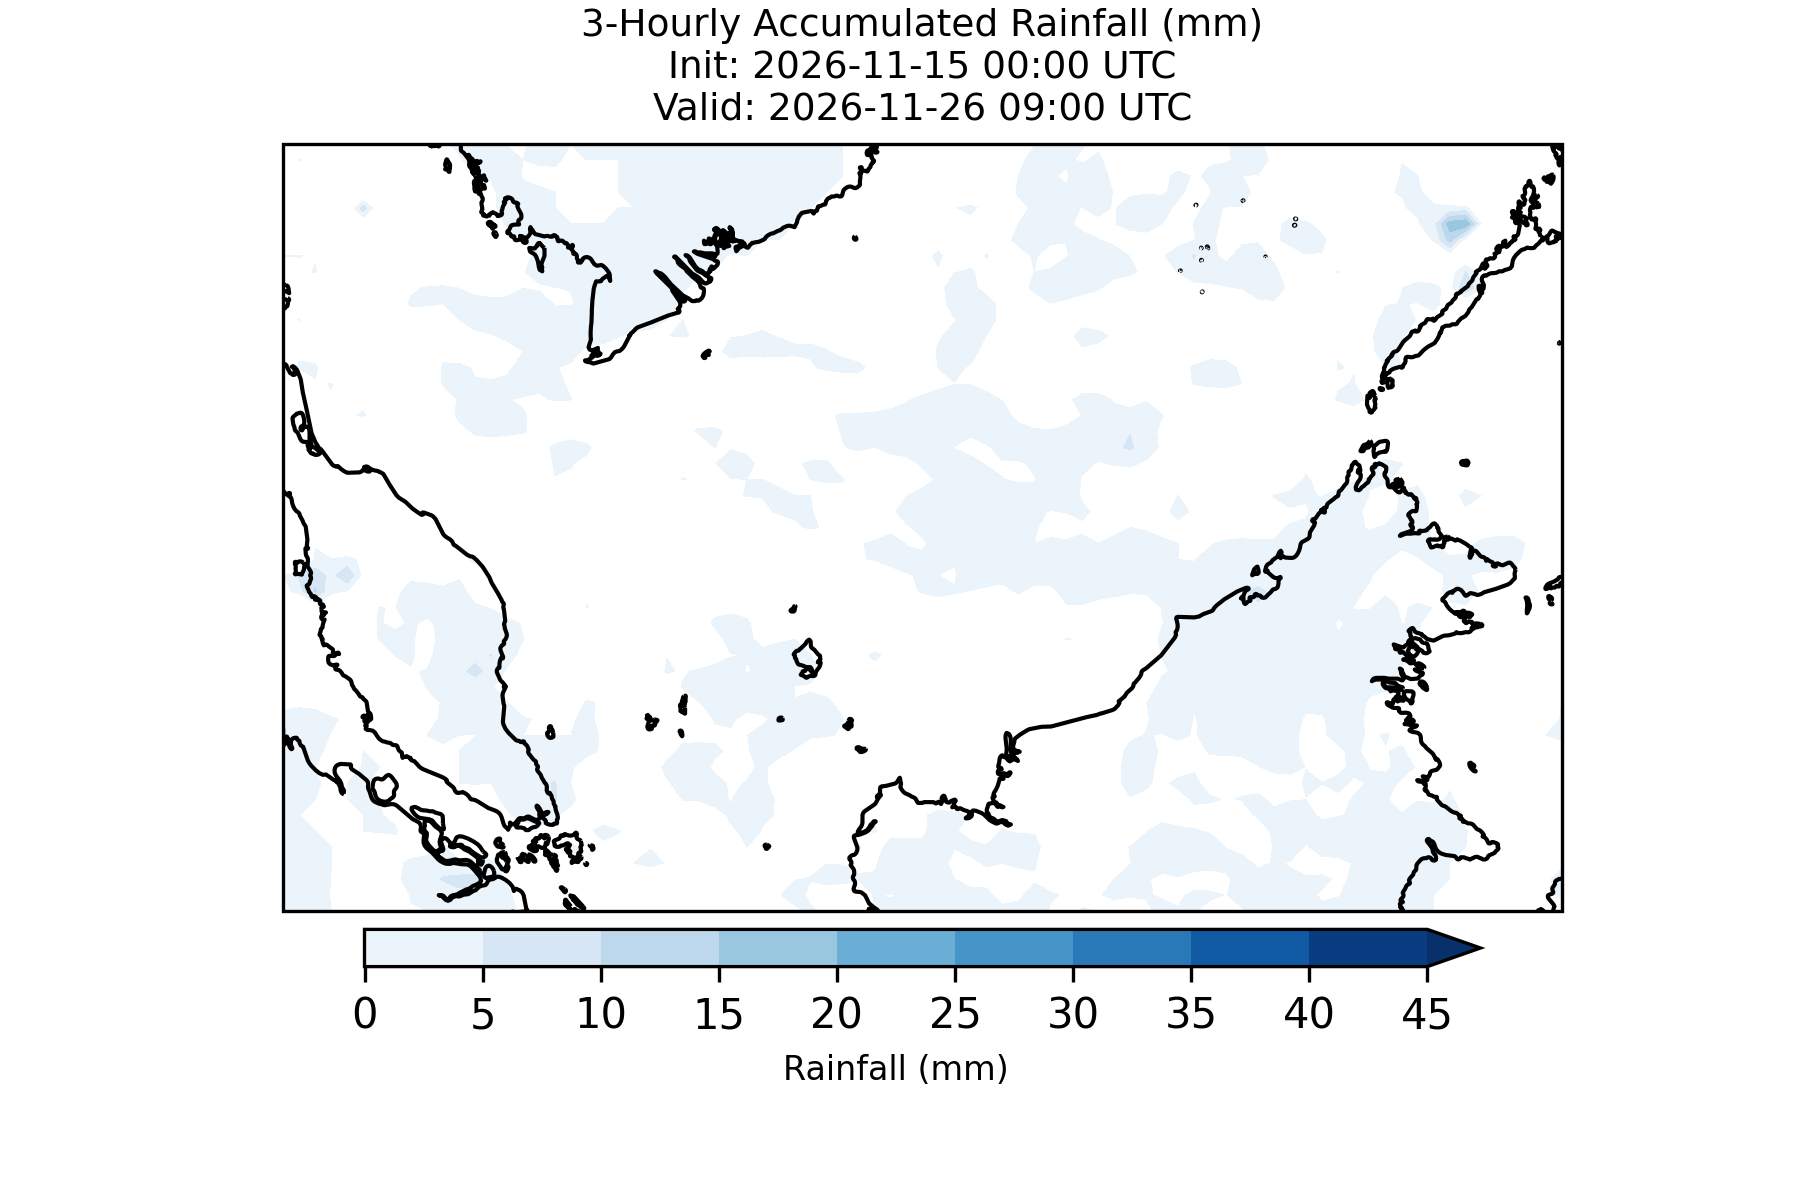 3-Hourly Accumulated Rainfall (mm)
Init: 2026-11-15 00:00 UTC
Valid: 2026-11-26 09:00 UTC
0 5 10 15 20 25 30 35 40 45
Rainfall (mm)